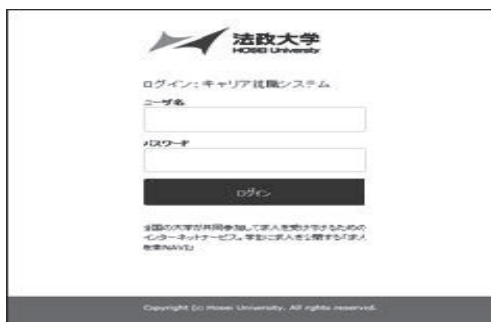 法政大学
HOSEI University
ログイン：キャリア就職システム
ユーザ名
パスワード
ログイン
全国の大学が共同参加して求人を受け付けるための
インターネットサービス。学生に求人を公開する「求人
検索NAVI」
Copyright (c) Hosei University. All rights reserved.